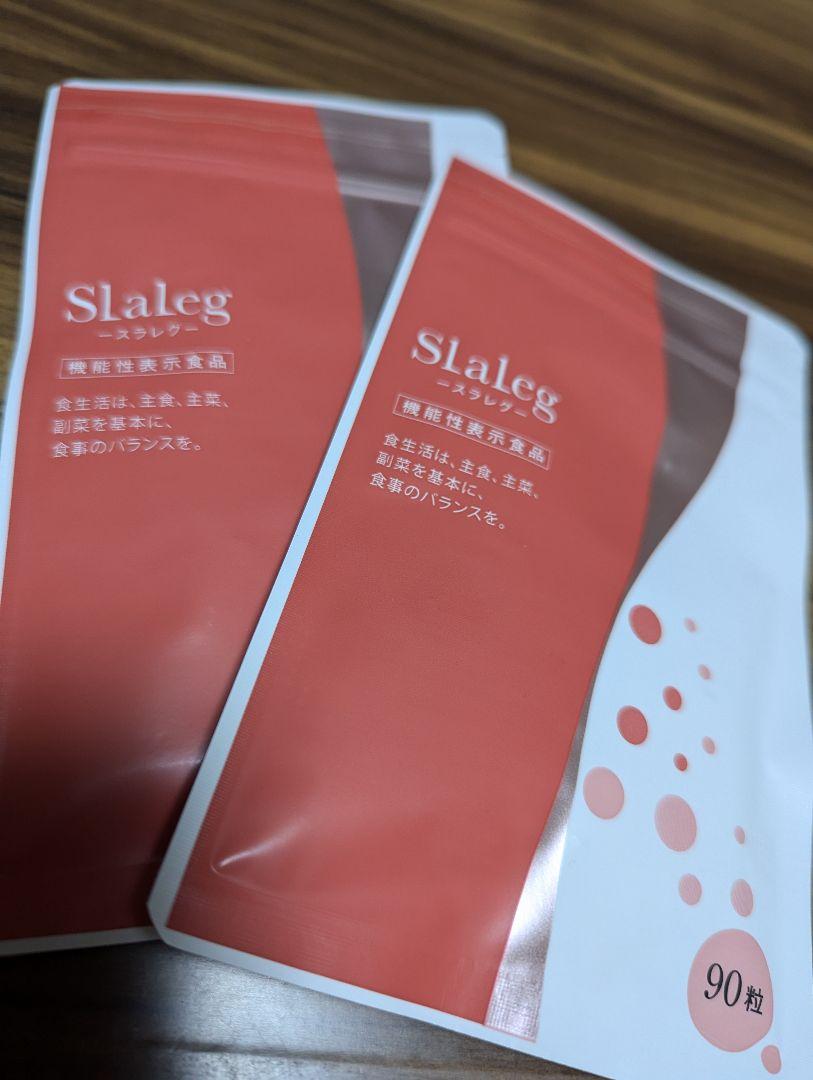 Slaleg
ースラレグー
機能性表示食品
食生活は、主食、主菜、
副菜を基本に、
食事のバランスを。
Slaleg
ースラレグー
機能性表示食品
食生活は、主食、主菜、
副菜を基本に、
食事のバランスを。
90粒